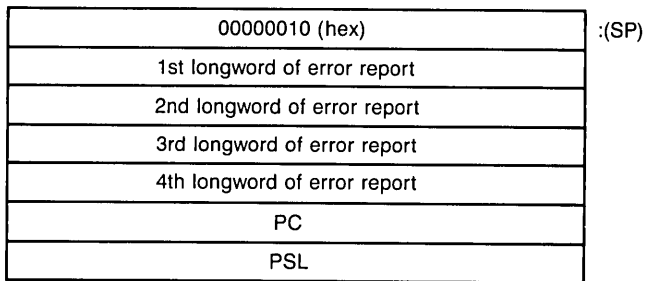 00000010 (hex) :(SP)
1st longword of error report
2nd longword of error report
3rd longword of error report
4th longword of error report
PC
PSL